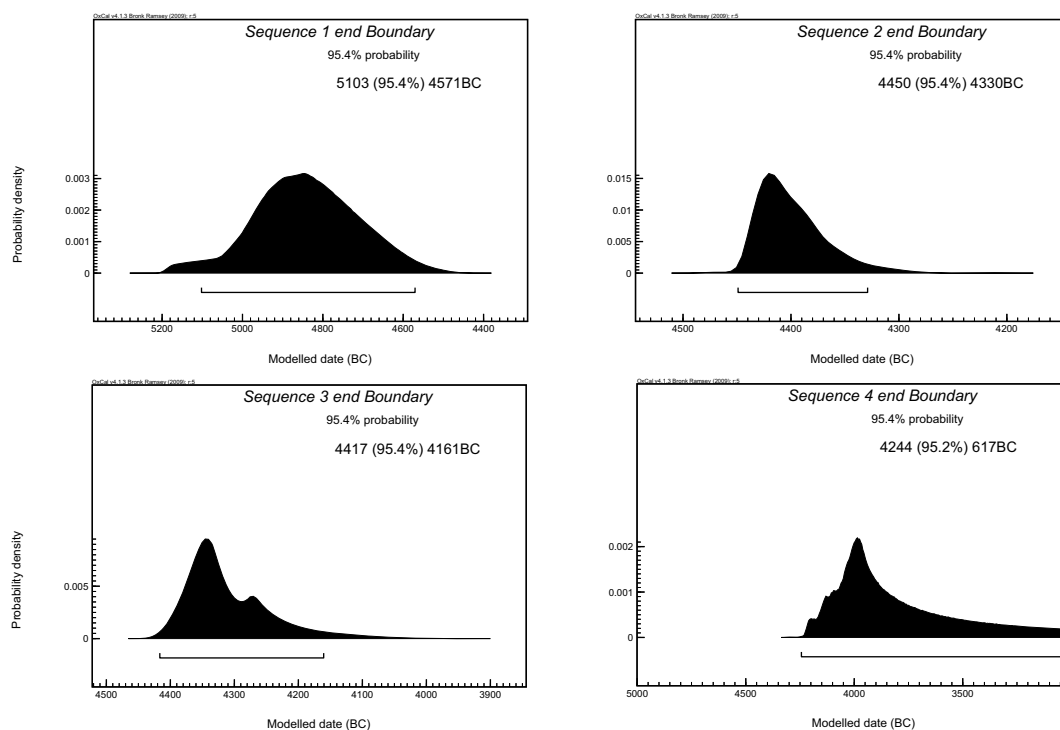 OxCal v4.1.3 Bronk Ramsey (2009); r:5
Sequence 1 end Boundary
95.4% probability
5103 (95.4%) 4571BC
Probability density
0.003
0.002
0.001
0
5200 5000 4800 4600 4400
Modelled date (BC)
OxCal v4.1.3 Bronk Ramsey (2009); r:5
Sequence 2 end Boundary
95.4% probability
4450 (95.4%) 4330BC
0.015
0.01
0.005
0
4500 4400 4300 4200
Modelled date (BC)
OxCal v4.1.3 Bronk Ramsey (2009); r:5
Sequence 3 end Boundary
95.4% probability
4417 (95.4%) 4161BC
Probability density
0.005
0
4500 4400 4300 4200 4100 4000 3900
Modelled date (BC)
OxCal v4.1.3 Bronk Ramsey (2009); r:5
Sequence 4 end Boundary
95.4% probability
4244 (95.2%) 617BC
0.002
0.001
0
5000 4500 4000 3500
Modelled date (BC)